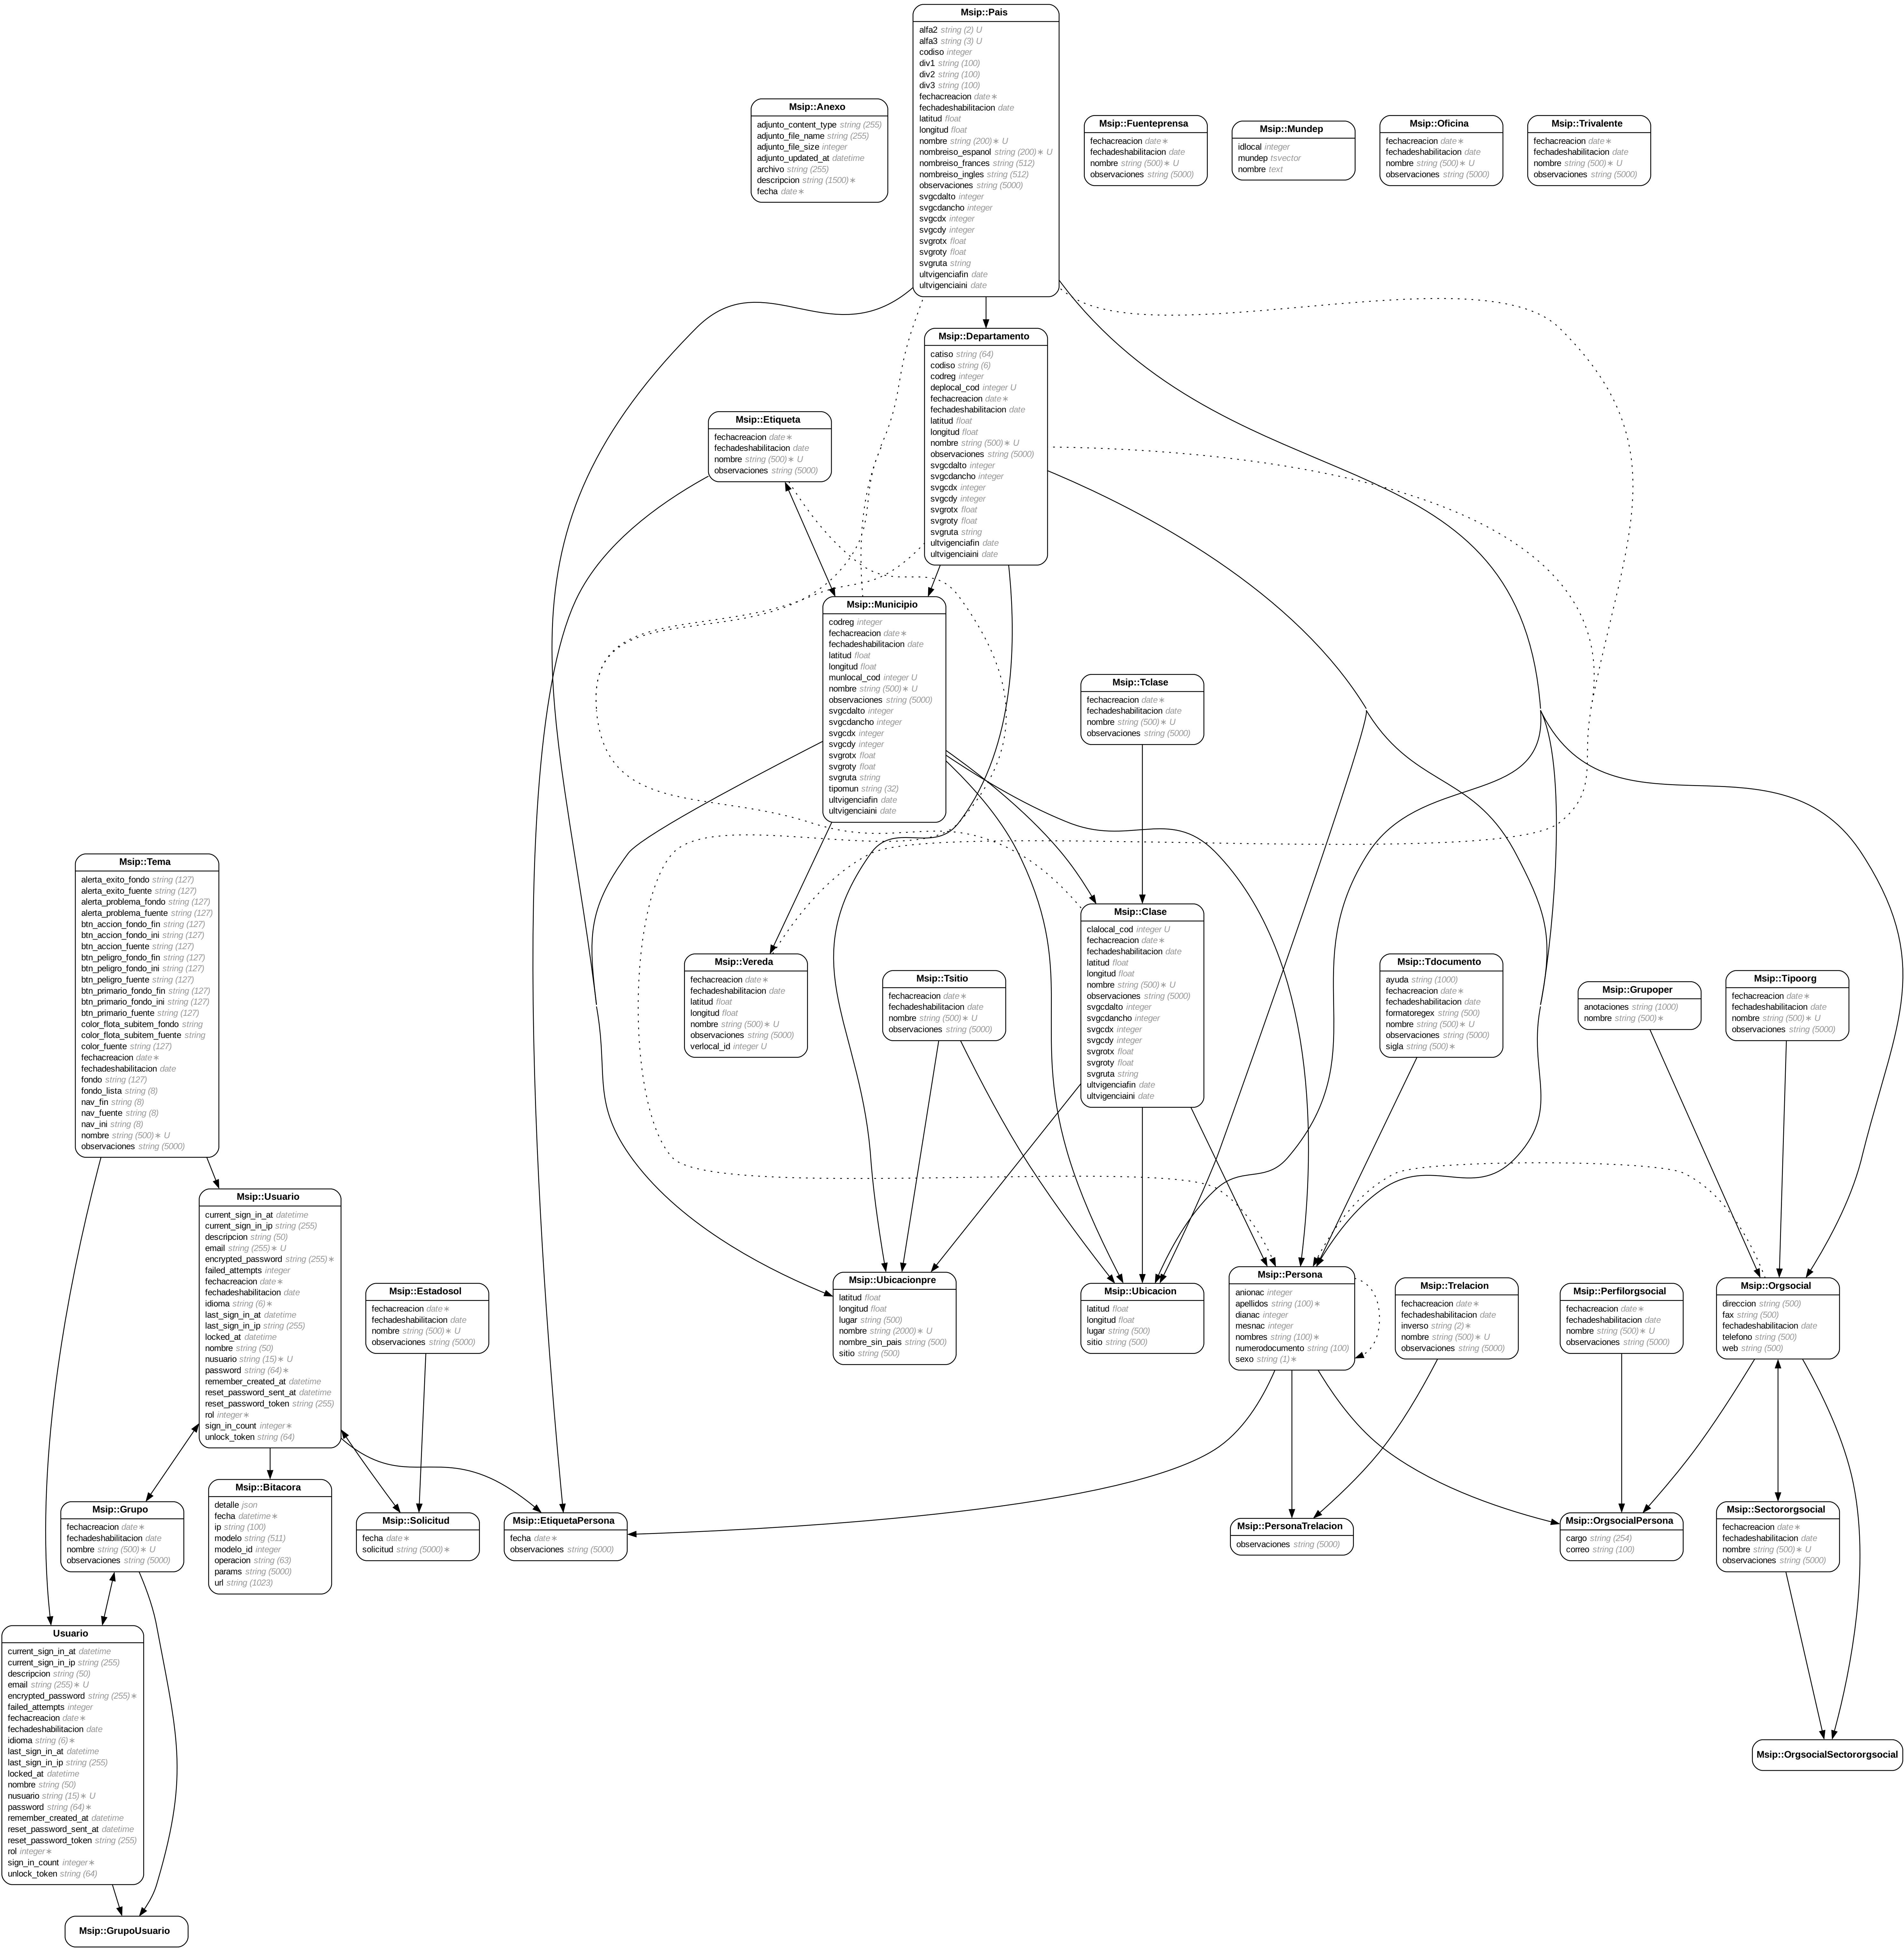 Msip::Pais
alfa2 string (2) U
alfa3 string (3) U
codiso integer
div1 string (100)
div2 string (100)
div3 string (100)
fechacreacion date∗
fechadeshabilitacion date
latitud float
longitud float
nombre string (200)∗ U
nombreiso_espanol string (200)∗ U
nombreiso_frances string (512)
nombreiso_ingles string (512)
observaciones string (5000)
svgcdalto integer
svgcdancho integer
svgcdx integer
svgcdy integer
svgrotx float
svgroty float
svgruta string
ultvigenciafin date
ultvigenciaini date
Msip::Anexo
adjunto_content_type string (255)
adjunto_file_name string (255)
adjunto_file_size integer
adjunto_updated_at datetime
archivo string (255)
descripcion string (1500)∗
fecha date∗
Msip::Fuenteprensa
fechacreacion date∗
fechadeshabilitacion date
nombre string (500)∗ U
observaciones string (5000)
Msip::Mundep
idlocal integer
mundep tsvector
nombre text
Msip::Oficina
fechacreacion date∗
fechadeshabilitacion date
nombre string (500)∗ U
observaciones string (5000)
Msip::Trivalente
fechacreacion date∗
fechadeshabilitacion date
nombre string (500)∗ U
observaciones string (5000)
Msip::Departamento
catiso string (64)
codiso string (6)
codreg integer
deplocal_cod integer U
fechacreacion date∗
fechadeshabilitacion date
latitud float
longitud float
nombre string (500)∗ U
observaciones string (5000)
svgcdalto integer
svgcdancho integer
svgcdx integer
svgcdy integer
svgrotx float
svgroty float
svgruta string
ultvigenciafin date
ultvigenciaini date
Msip::Etiqueta
fechacreacion date∗
fechadeshabilitacion date
nombre string (500)∗ U
observaciones string (5000)
Msip::Municipio
codreg integer
fechacreacion date∗
fechadeshabilitacion date
latitud float
longitud float
munlocal_cod integer U
nombre string (500)∗ U
observaciones string (5000)
svgcdalto integer
svgcdancho integer
svgcdx integer
svgcdy integer
svgrotx float
svgroty float
svgruta string
tipomun string (32)
ultvigenciafin date
ultvigenciaini date
Msip::Tclase
fechacreacion date∗
fechadeshabilitacion date
nombre string (500)∗ U
observaciones string (5000)
Msip::Tema
alerta_exito_fondo string (127)
alerta_exito_fuente string (127)
alerta_problema_fondo string (127)
alerta_problema_fuente string (127)
btn_accion_fondo_fin string (127)
btn_accion_fondo_ini string (127)
btn_accion_fuente string (127)
btn_peligro_fondo_fin string (127)
btn_peligro_fondo_ini string (127)
btn_peligro_fuente string (127)
btn_primario_fondo_fin string (127)
btn_primario_fondo_ini string (127)
btn_primario_fuente string (127)
color_flota_subitem_fondo string
color_flota_subitem_fuente string
color_fuente string (127)
fechacreacion date∗
fechadeshabilitacion date
fondo string (127)
fondo_lista string (8)
nav_fin string (8)
nav_fuente string (8)
nav_ini string (8)
nombre string (500)∗ U
observaciones string (5000)
Msip::Clase
clalocal_cod integer U
fechacreacion date∗
fechadeshabilitacion date
latitud float
longitud float
nombre string (500)∗ U
observaciones string (5000)
svgcdalto integer
svgcdancho integer
svgcdx integer
svgcdy integer
svgrotx float
svgroty float
svgruta string
ultvigenciafin date
ultvigenciaini date
Msip::Vereda
fechacreacion date∗
fechadeshabilitacion date
latitud float
longitud float
nombre string (500)∗ U
observaciones string (5000)
verlocal_id integer U
Msip::Tsitio
fechacreacion date∗
fechadeshabilitacion date
nombre string (500)∗ U
observaciones string (5000)
Msip::Tdocumento
ayuda string (1000)
fechacreacion date∗
fechadeshabilitacion date
formatoregex string (500)
nombre string (500)∗ U
observaciones string (5000)
sigla string (500)∗
Msip::Grupoper
anotaciones string (1000)
nombre string (500)∗
Msip::Tipoorg
fechacreacion date∗
fechadeshabilitacion date
nombre string (500)∗ U
observaciones string (5000)
Msip::Usuario
current_sign_in_at datetime
current_sign_in_ip string (255)
descripcion string (50)
email string (255)∗ U
encrypted_password string (255)∗
failed_attempts integer
fechacreacion date∗
fechadeshabilitacion date
idioma string (6)∗
last_sign_in_at datetime
last_sign_in_ip string (255)
locked_at datetime
nombre string (50)
nusuario string (15)∗ U
password string (64)∗
remember_created_at datetime
reset_password_sent_at datetime
reset_password_token string (255)
rol integer∗
sign_in_count integer∗
unlock_token string (64)
Msip::Estadosol
fechacreacion date∗
fechadeshabilitacion date
nombre string (500)∗ U
observaciones string (5000)
Msip::Ubicacionpre
latitud float
longitud float
lugar string (500)
nombre string (2000)∗ U
nombre_sin_pais string (500)
sitio string (500)
Msip::Ubicacion
latitud float
longitud float
lugar string (500)
sitio string (500)
Msip::Persona
anionac integer
apellidos string (100)∗
dianac integer
mesnac integer
nombres string (100)∗
numerodocumento string (100)
sexo string (1)∗
Msip::Trelacion
fechacreacion date∗
fechadeshabilitacion date
inverso string (2)∗
nombre string (500)∗ U
observaciones string (5000)
Msip::Perfilorgsocial
fechacreacion date∗
fechadeshabilitacion date
nombre string (500)∗ U
observaciones string (5000)
Msip::Orgsocial
direccion string (500)
fax string (500)
fechadeshabilitacion date
telefono string (500)
web string (500)
Msip::Grupo
fechacreacion date∗
fechadeshabilitacion date
nombre string (500)∗ U
observaciones string (5000)
Msip::Bitacora
detalle json
fecha datetime∗
ip string (100)
modelo string (511)
modelo_id integer
operacion string (63)
params string (5000)
url string (1023)
Msip::Solicitud
fecha date∗
solicitud string (5000)∗
Msip::EtiquetaPersona
fecha date∗
observaciones string (5000)
Msip::PersonaTrelacion
observaciones string (5000)
Msip::OrgsocialPersona
cargo string (254)
correo string (100)
Msip::Sectororgsocial
fechacreacion date∗
fechadeshabilitacion date
nombre string (500)∗ U
observaciones string (5000)
Usuario
current_sign_in_at datetime
current_sign_in_ip string (255)
descripcion string (50)
email string (255)∗ U
encrypted_password string (255)∗
failed_attempts integer
fechacreacion date∗
fechadeshabilitacion date
idioma string (6)∗
last_sign_in_at datetime
last_sign_in_ip string (255)
locked_at datetime
nombre string (50)
nusuario string (15)∗ U
password string (64)∗
remember_created_at datetime
reset_password_sent_at datetime
reset_password_token string (255)
rol integer∗
sign_in_count integer∗
unlock_token string (64)
Msip::OrgsocialSectororgsocial
Msip::GrupoUsuario